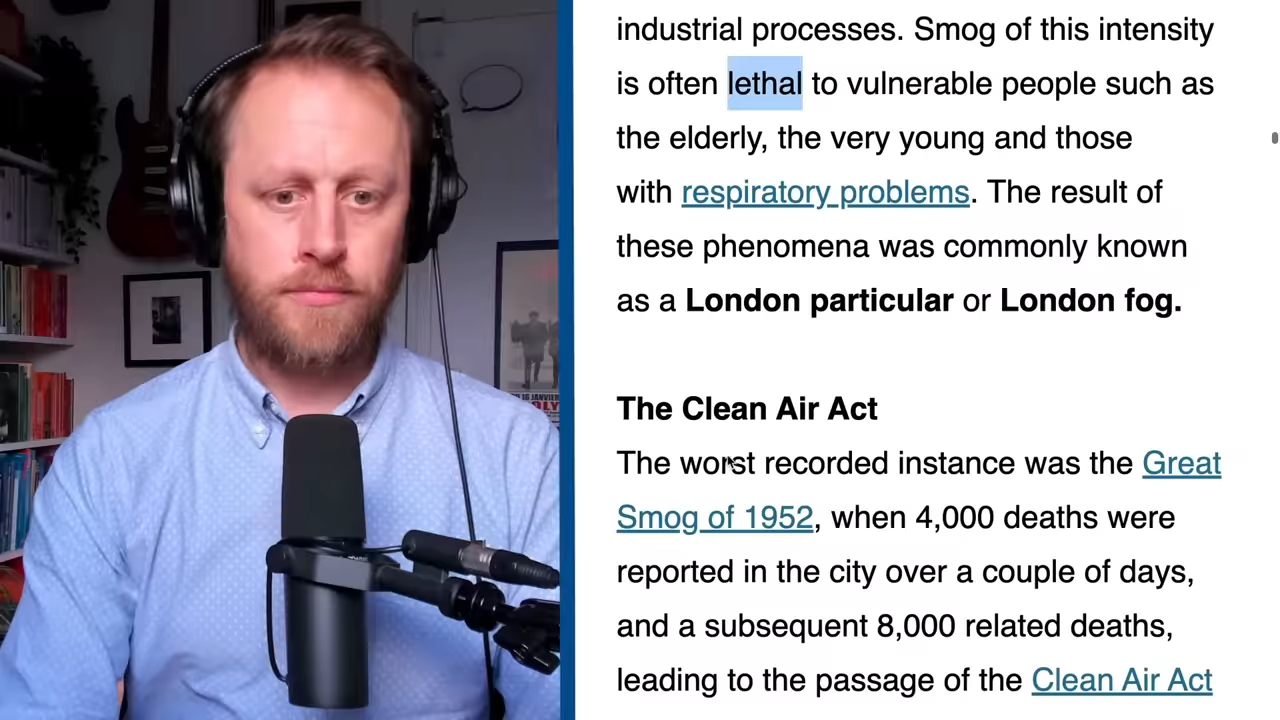 industrial processes. Smog of this intensity
is often lethal to vulnerable people such as
the elderly, the very young and those
with respiratory problems. The result of
these phenomena was commonly known
as a London particular or London fog.
The Clean Air Act
The worst recorded instance was the Great
Smog of 1952, when 4,000 deaths were
reported in the city over a couple of days,
and a subsequent 8,000 related deaths,
leading to the passage of the Clean Air Act